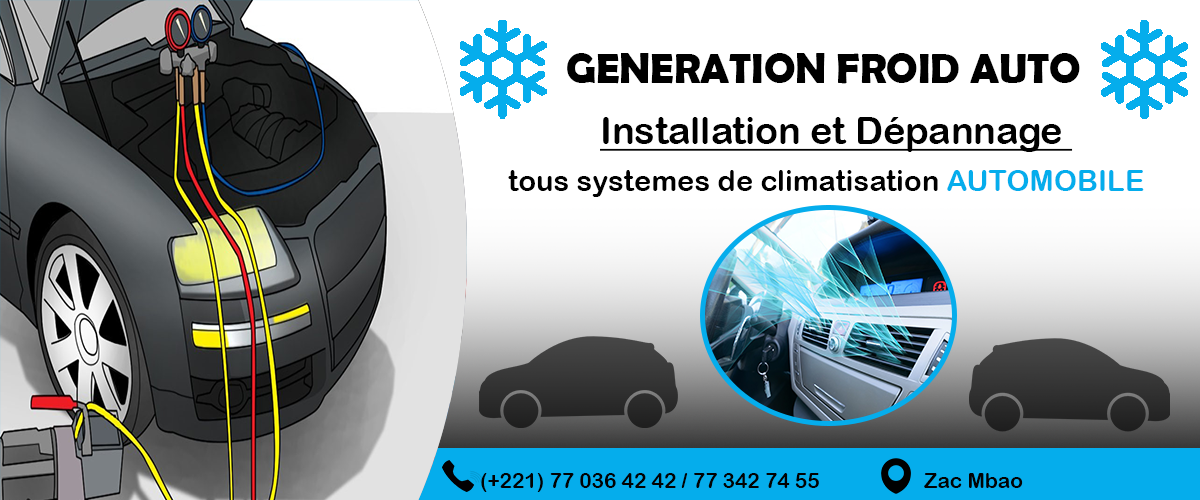 GENERATION FROID AUTO
Installation et Dépannage
tous systemes de climatisation AUTOMOBILE
(+221) 77 036 42 42 / 77 342 74 55
Zac Mbao